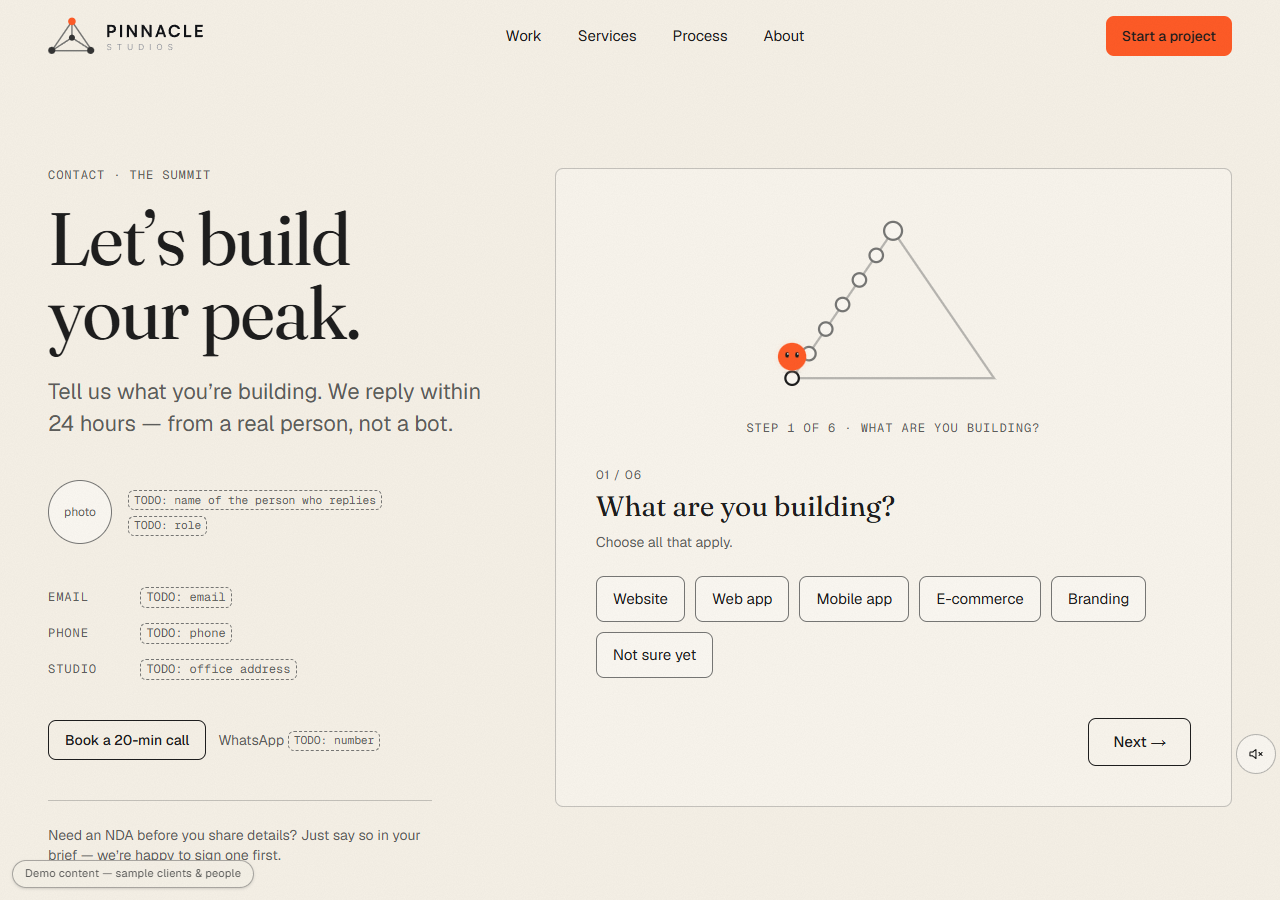 PINNACLE
STUDIOS
Work
Services
Process
About
Start a project
CONTACT · THE SUMMIT
Let’s build
your peak.
Tell us what you’re building. We reply within
24 hours — from a real person, not a bot.
photo
TODO: name of the person who replies
TODO: role
EMAIL TODO: email
PHONE TODO: phone
STUDIO TODO: office address
Book a 20-min call WhatsApp TODO: number
Need an NDA before you share details? Just say so in your
brief — we’re happy to sign one first.
Demo content — sample clients & people
STEP 1 OF 6 · WHAT ARE YOU BUILDING?
01 / 06
What are you building?
Choose all that apply.
Website
Web app
Mobile app
E-commerce
Branding
Not sure yet
Next →